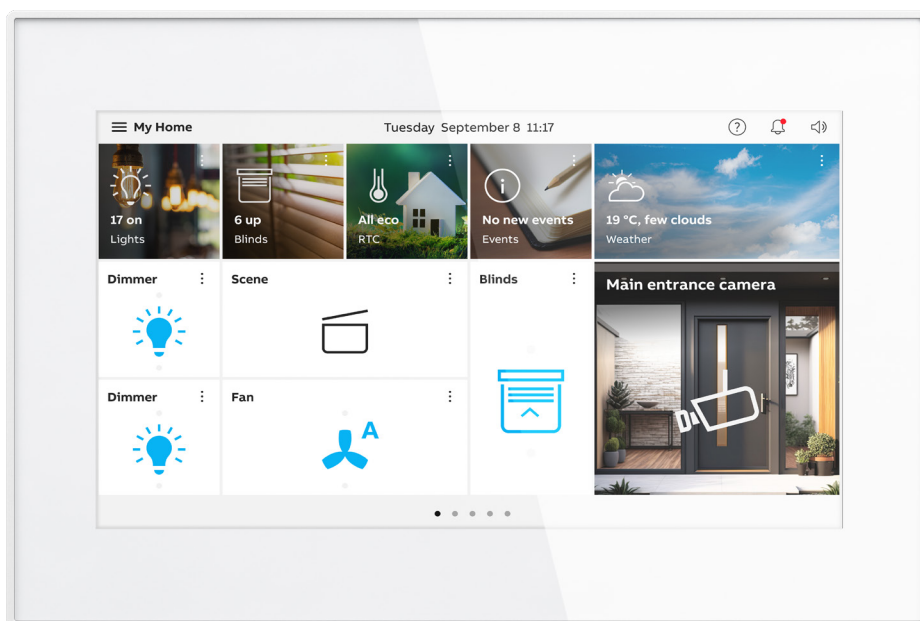 My Home
Tuesday September 8 11:17
17 on
Lights
6 up
Blinds
All eco
RTC
No new events
Events
19 °C, few clouds
Weather
Dimmer
Scene
Blinds
Main entrance camera
Dimmer
Fan
A